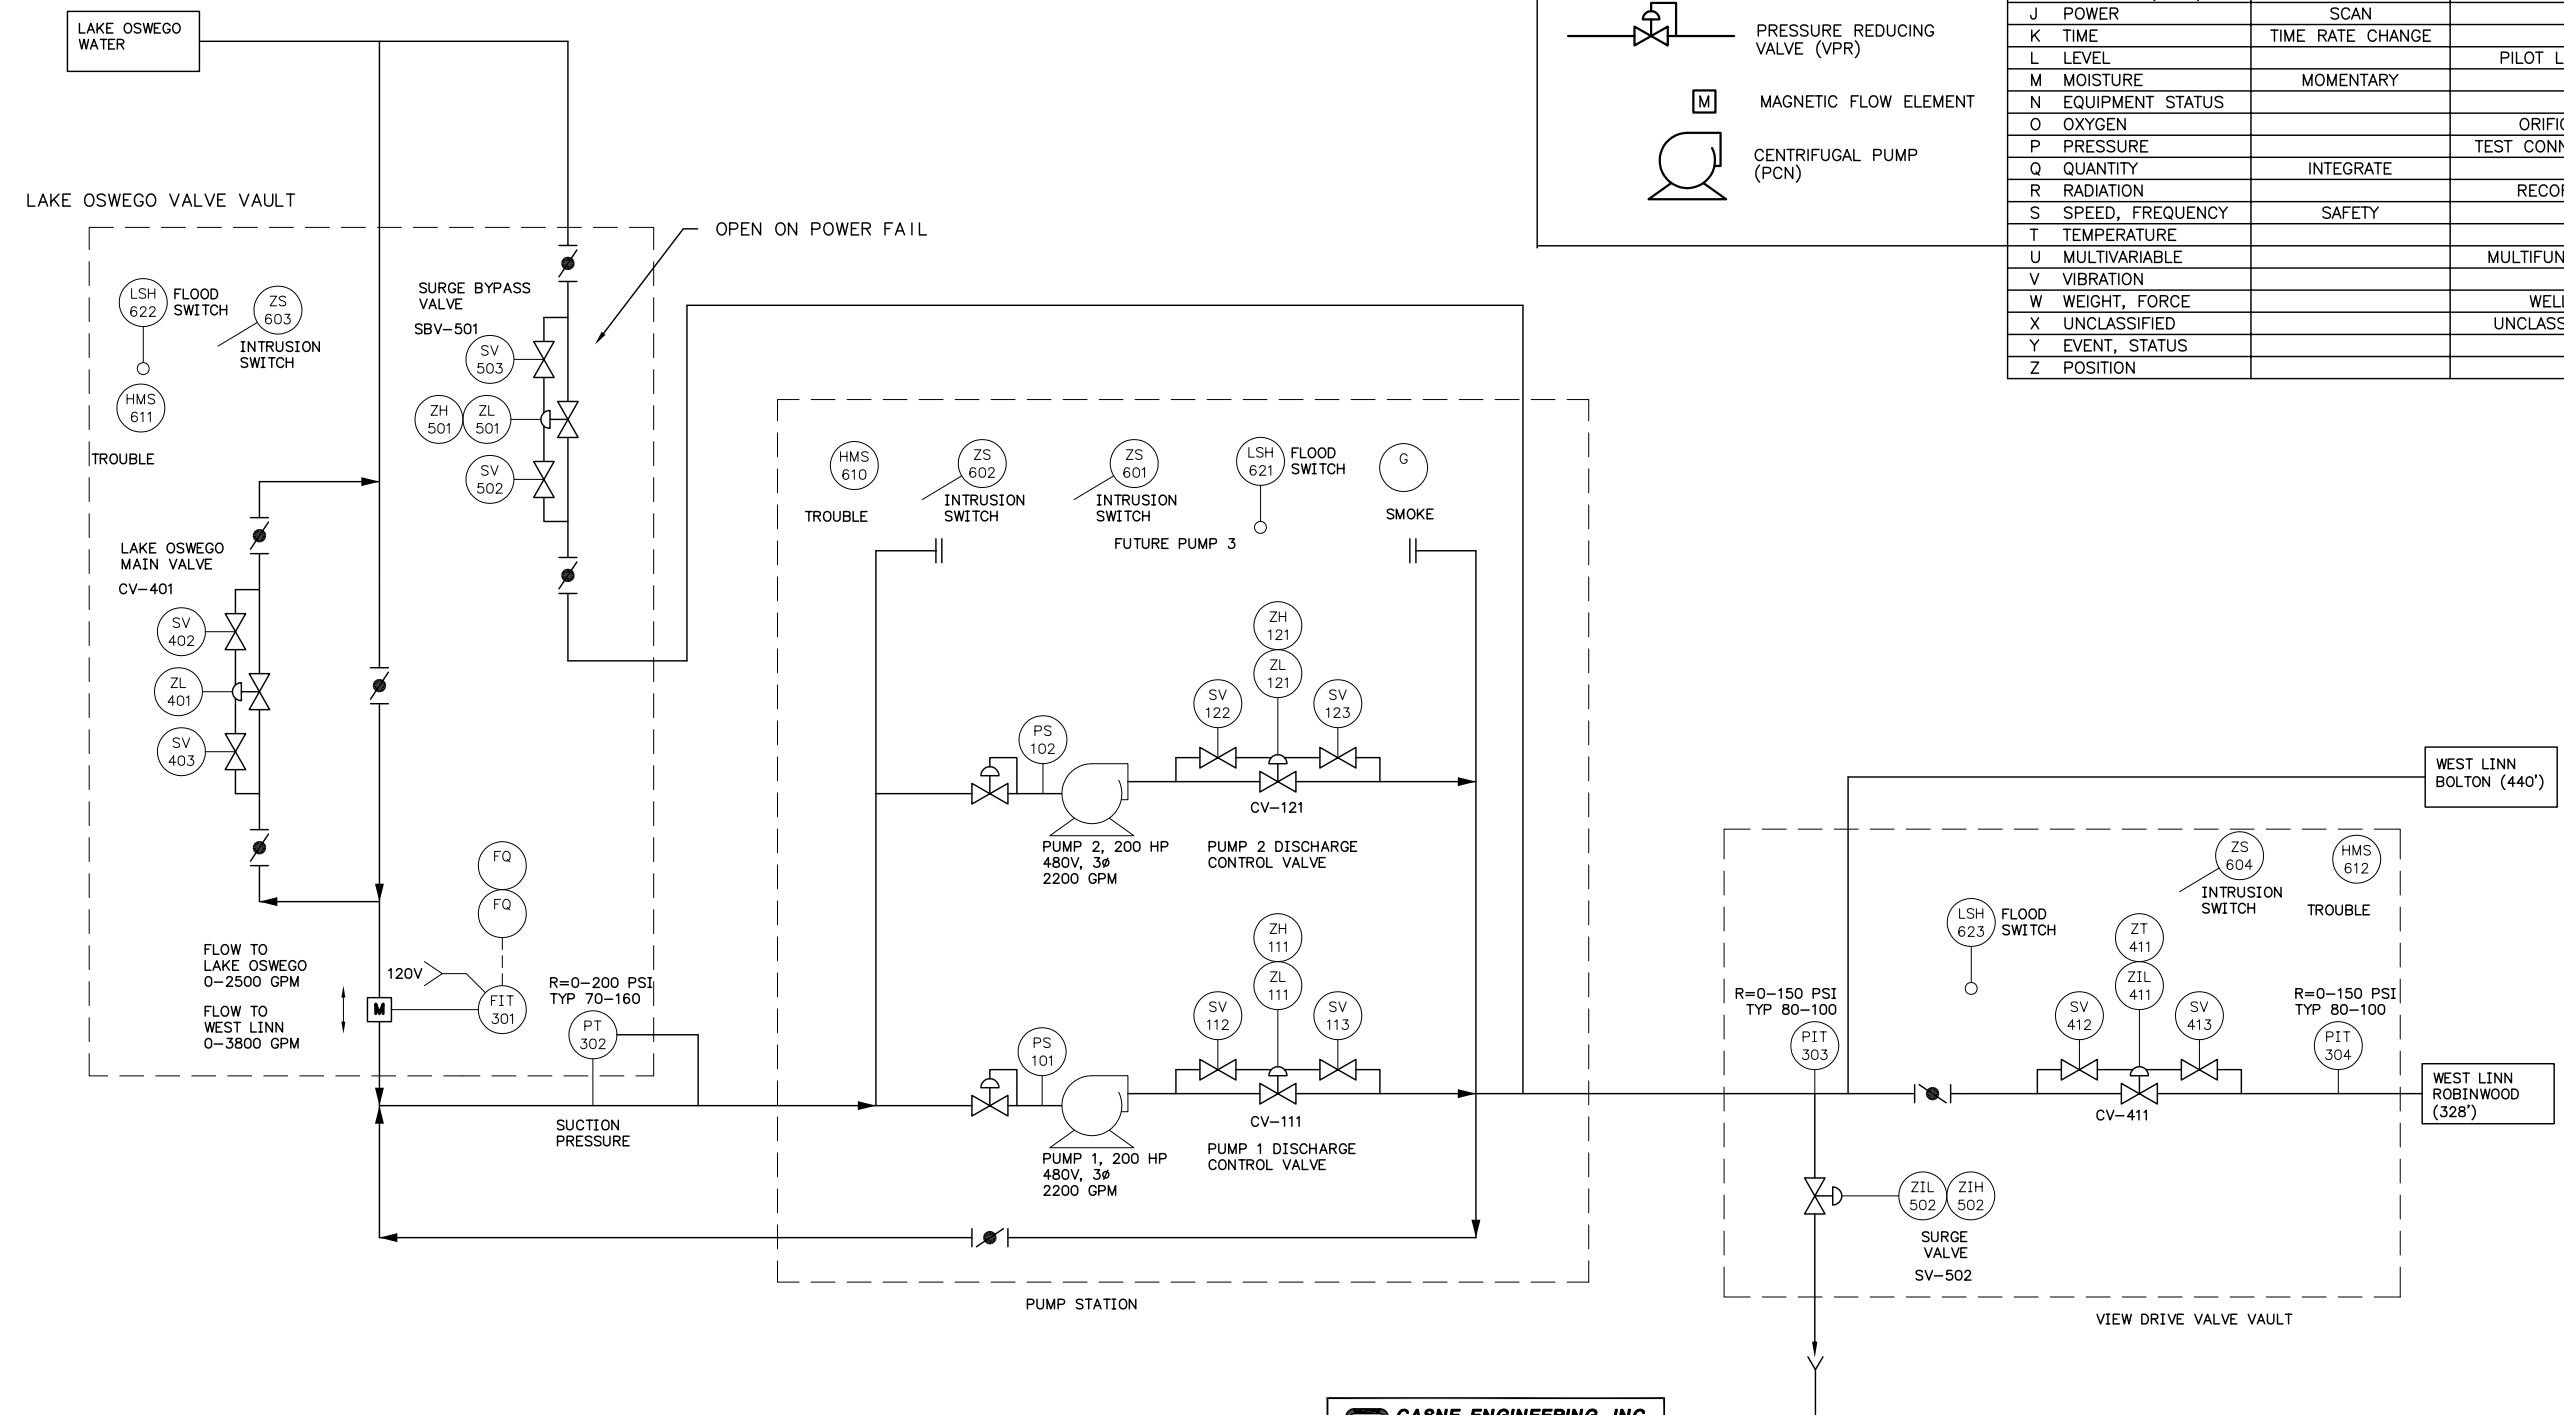 LAKE OSWEGO
WATER
PRESSURE REDUCING
VALVE (VPR)
M
MAGNETIC FLOW ELEMENT
CENTRIFUGAL PUMP
(PCN)
J POWER SCAN
K TIME TIME RATE CHANGE
L LEVEL PILOT
M MOISTURE MOMENTARY
N EQUIPMENT STATUS
O OXYGEN
P PRESSURE TEST
Q QUANTITY INTEGRATE
R RADIATION
S SPEED, FREQUENCY SAFETY
T TEMPERATURE
U MULTIVARIABLE
V VIBRATION
W WEIGHT, FORCE
X UNCLASSIFIED
Y EVENT, STATUS
Z POSITION
LAKE OSWEGO VALVE VAULT
OPEN ON POWER FAIL
LSH
622
FLOOD
SWITCH
ZS
603
INTRUSION
SWITCH
HMS
611
TROUBLE
SURGE BYPASS
VALVE
SBV-501
SV
503
ZH
501
ZL
501
SV
502
LAKE OSWEGO
MAIN VALVE
CV-401
SV
402
ZL
401
SV
403
FQ
FQ
FLOW TO
LAKE OSWEGO
0-2500 GPM
FLOW TO
WEST LINN
0-3800 GPM
120V
M
FIT
301
R=0-200 PSI
TYP 70-160
PT
302
SUCTION
PRESSURE
HMS
610
TROUBLE
ZS
602
INTRUSION
SWITCH
ZS
601
INTRUSION
SWITCH
LSH
621
FLOOD
SWITCH
G
SMOKE
FUTURE PUMP 3
ZH
121
ZL
121
SV
122
SV
123
PS
102
CV-121
PUMP 2, 200 HP
480V, 3ø
2200 GPM
PUMP 2 DISCHARGE
CONTROL VALVE
ZH
111
ZL
111
SV
112
SV
113
PS
101
CV-111
PUMP 1, 200 HP
480V, 3ø
2200 GPM
PUMP 1 DISCHARGE
CONTROL VALVE
PUMP STATION
WEST LINN
BOLTON (440')
ZS
604
INTRUSION
SWITCH
HMS
612
TROUBLE
LSH
623
FLOOD
SWITCH
ZT
411
ZIL
411
SV
412
SV
413
R=0-150 PSI
TYP 80-100
PIT
303
R=0-150 PSI
TYP 80-100
PIT
304
CV-411
WEST LINN
ROBINWOOD
(328')
ZIL
502
ZIH
502
SURGE
VALVE
SV-502
VIEW DRIVE VALVE VAULT
CASNE ENGINEERING, INC